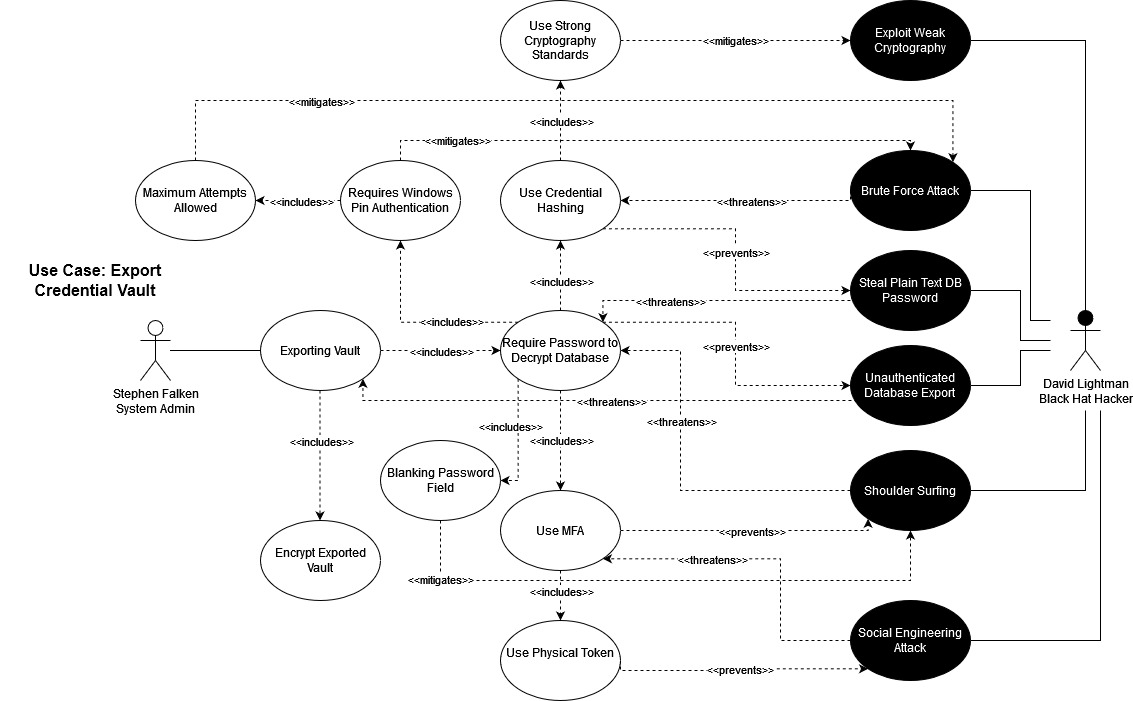 Use Strong
Cryptography
Standards
<<mitigates>>
Exploit Weak
Cryptography
<<mitigates>>
<<includes>>
<<mitigates>>
Maximum Attempts
Allowed
<<includes>>
Requires Windows
Pin Authentication
Use Credential
Hashing
<<threatens>>
Brute Force Attack
<<prevents>>
Use Case: Export
Credential Vault
<<includes>>
<<threatens>>
Steal Plain Text DB
Password
<<includes>>
Stephen Falken
System Admin
Exporting Vault
<<includes>>
Require Password to
Decrypt Database
<<prevents>>
Unauthenticated
Database Export
David Lightman
Black Hat Hacker
<<threatens>>
<<threatens>>
<<includes>>
<<includes>>
<<includes>>
Blanking Password
Field
Shoulder Surfing
Use MFA
<<prevents>>
Encrypt Exported
Vault
<<threatens>>
<<mitigates>>
<<includes>>
Use Physical Token
Social Engineering
Attack
<<prevents>>